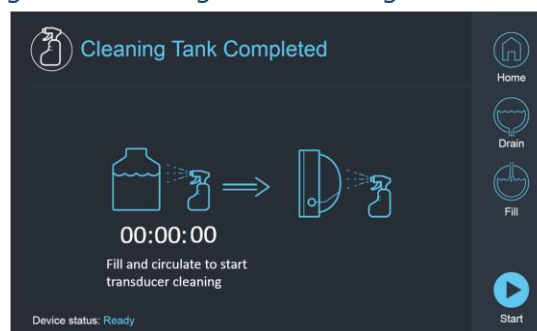 Cleaning Tank Completed
Home
Drain
Fill
00:00:00
Fill and circulate to start
transducer cleaning
Device status: Ready
Start